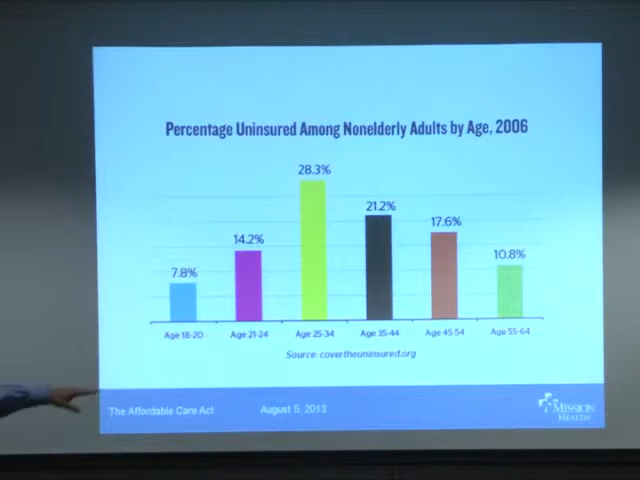 Percentage Uninsured Among Nonelderly Adults by Age, 2006
28.3%
21.2%
17.6%
14.2%
10.8%
7.8%
Age 18-20 Age 21-24 Age 25-34 Age 35-44 Age 45-54 Age 55-64
Source: covertheuninsured.org
The Affordable Care Act August 5, 2013
MISSION
HEALTH